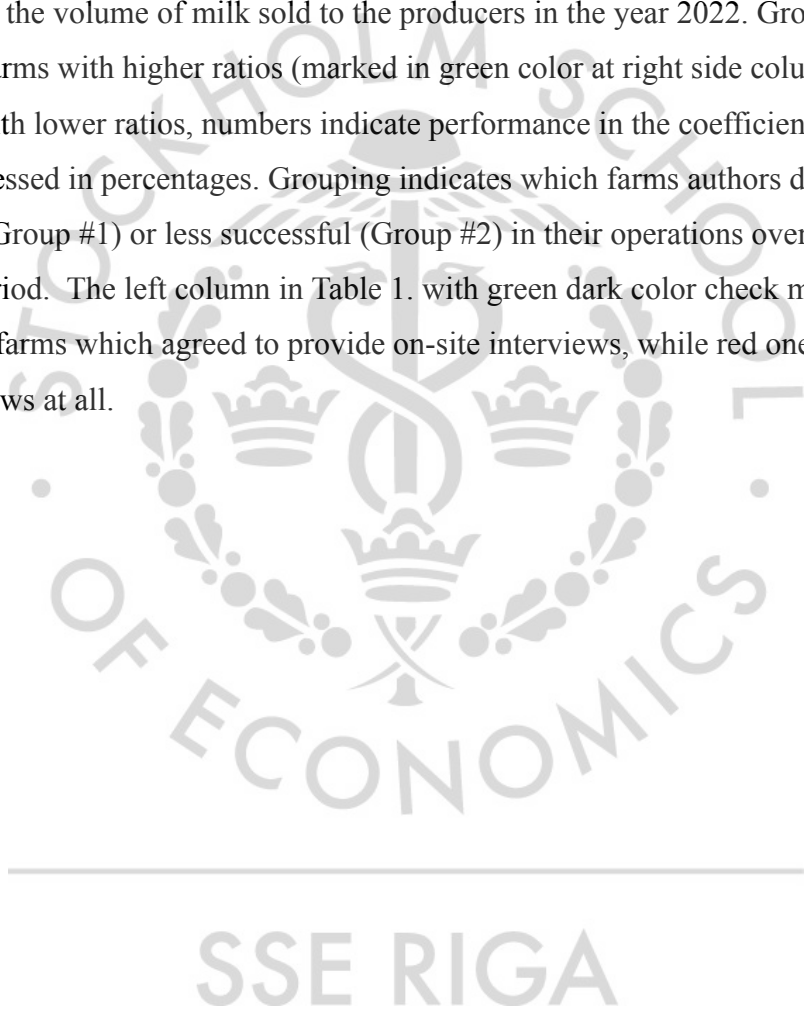 the volume of milk sold to the producers in the year 2022. Gro
rms with higher ratios (marked in green color at right side colu
th lower ratios, numbers indicate performance in the coefficien
essed in percentages. Grouping indicates which farms authors d
Group #1) or less successful (Group #2) in their operations over
riod. The left column in Table 1. with green dark color check m
farms which agreed to provide on-site interviews, while red one
ws at all.
STOCKHOLM SCHOOL
OF ECONOMICS
SSE RIGA